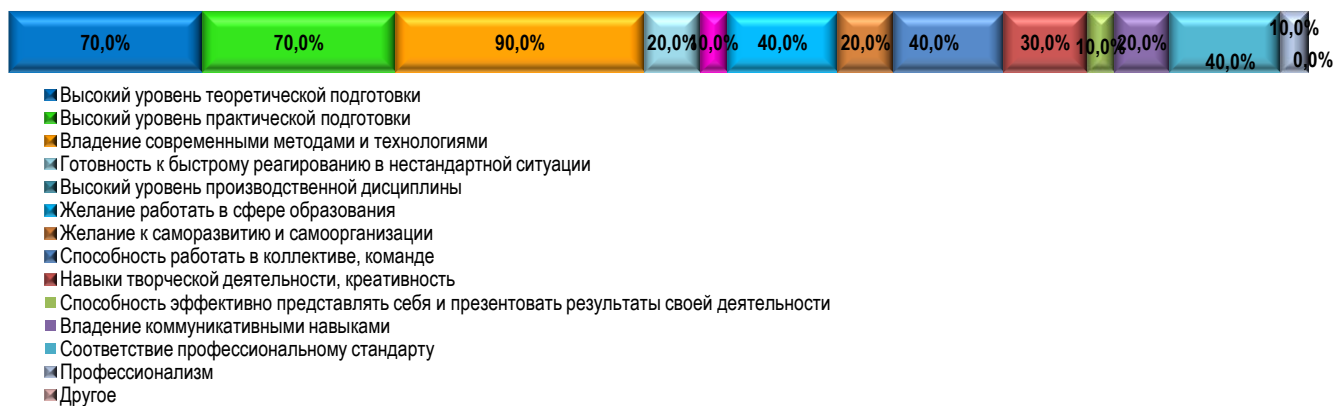 70,0% 70,0% 90,0% 20,0% 10,0% 40,0% 20,0% 40,0% 30,0% 10,0% 20,0% 40,0% 10,0% 0,0%
Высокий уровень теоретической подготовки
Высокий уровень практической подготовки
Владение современными методами и технологиями
Готовность к быстрому реагированию в нестандартной ситуации
Высокий уровень производственной дисциплины
Желание работать в сфере образования
Желание к саморазвитию и самоорганизации
Способность работать в коллективе, команде
Навыки творческой деятельности, креативность
Способность эффективно представлять себя и презентовать результаты своей деятельности
Владение коммуникативными навыками
Соответствие профессиональному стандарту
Профессионализм
Другое